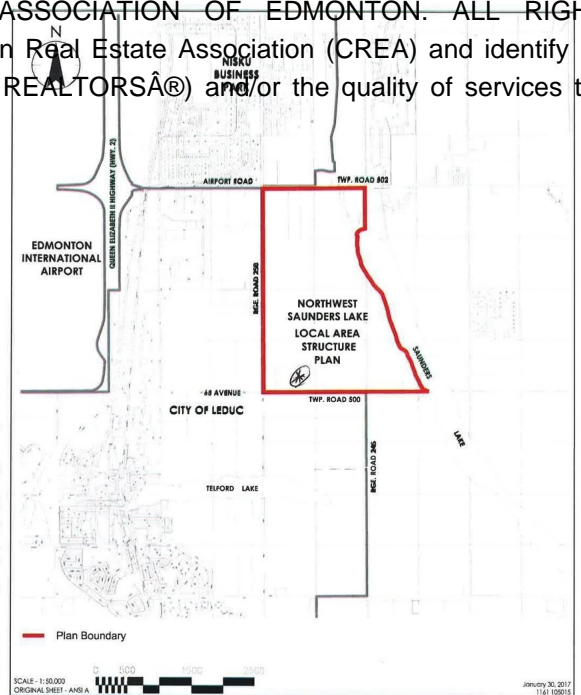 ASSOCIATION OF EDMONTON. ALL RIGH
n Real Estate Association (CREA) and identify
REALTORSÂ®) and/or the quality of services t
N
NISKU
BUSINESS
PARK
AIRPORT ROAD
TWP. ROAD 502
QUEEN ELIZABETH II HIGHWAY (HWY. 2)
EDMONTON
INTERNATIONAL
AIRPORT
RGE. ROAD 250
NORTHWEST
SAUNDERS LAKE
LOCAL AREA
STRUCTURE
PLAN
SAUNDERS
LAKE
65 AVENUE
TWP. ROAD 500
CITY OF LEDUC
RGE. ROAD 245
TELFORD LAKE
Plan Boundary
0 500 1500 2500
SCALE - 1:50,000
ORIGINAL SHEET - ANSI A
January 30, 2017
1161 105015